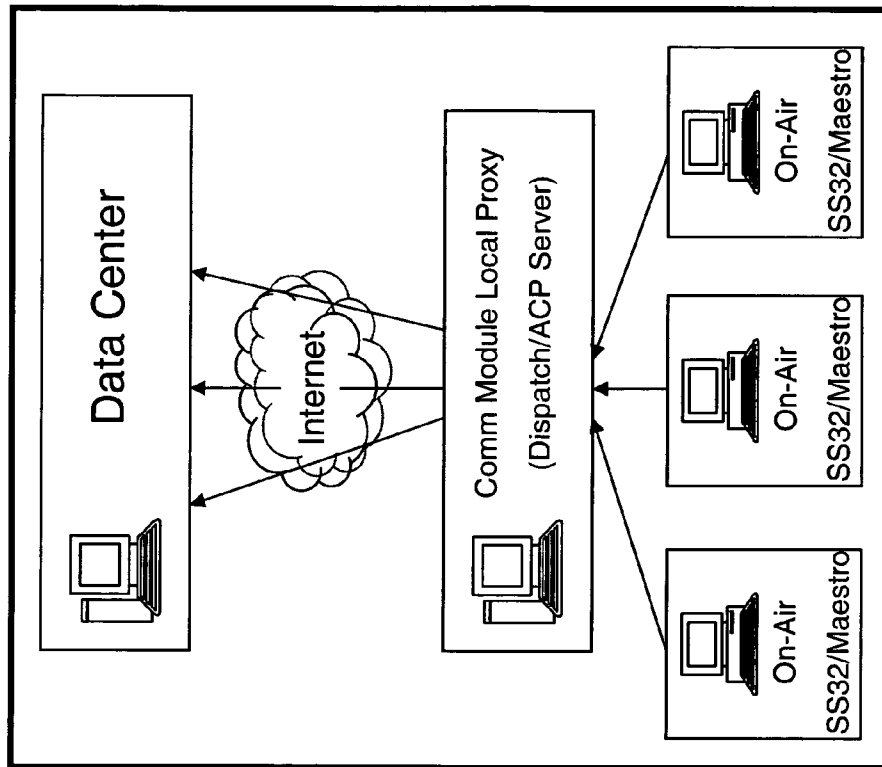 Data Center
Internet
Comm Module Local Proxy
(Dispatch/ACP Server)
On-Air
SS32/Maestro
On-Air
SS32/Maestro
On-Air
SS32/Maestro